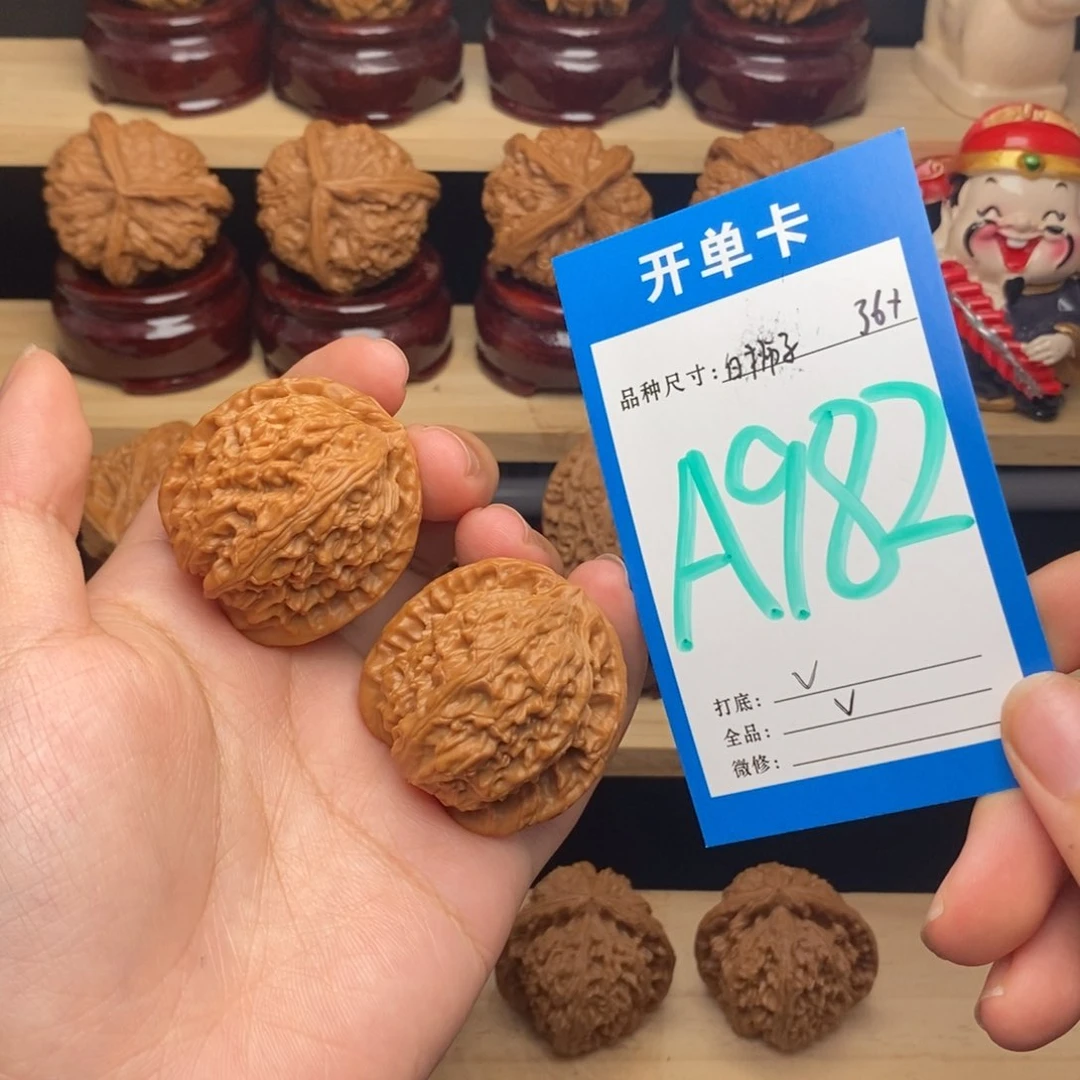 开单卡
品种尺寸：白狮子 36+
A982
打底：✓
全品：✓
微修：